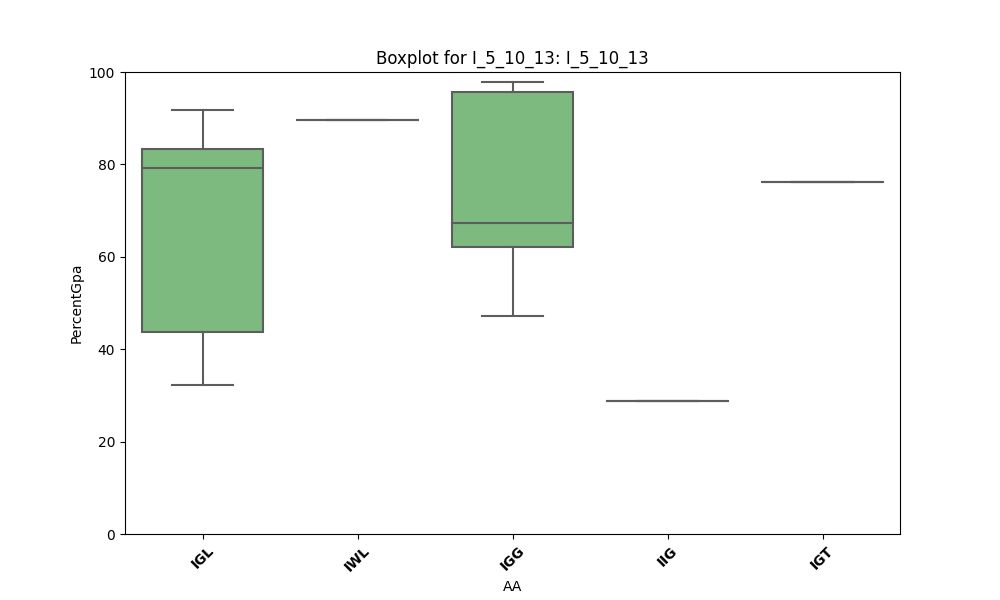 Boxplot for I_5_10_13: I_5_10_13
100
80
60
40
20
0
PercentGpa
IGL
IWL
IGG
IIG
IGT
AA